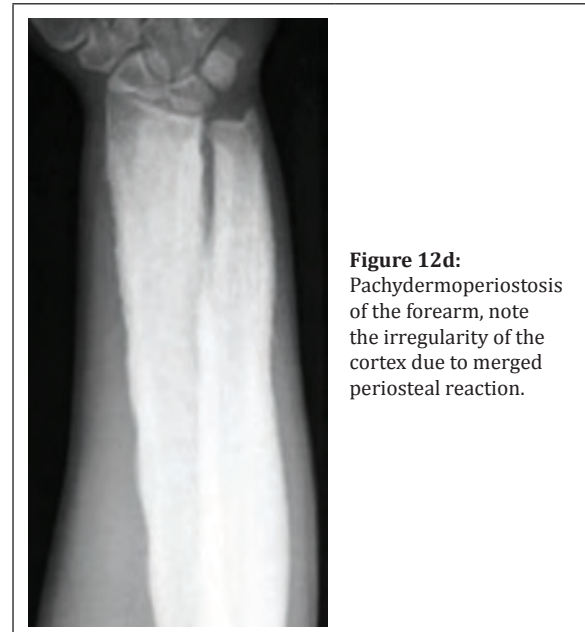 Figure 12d:
Pachydermoperiostosis
of the forearm, note
the irregularity of the
cortex due to merged
periosteal reaction.